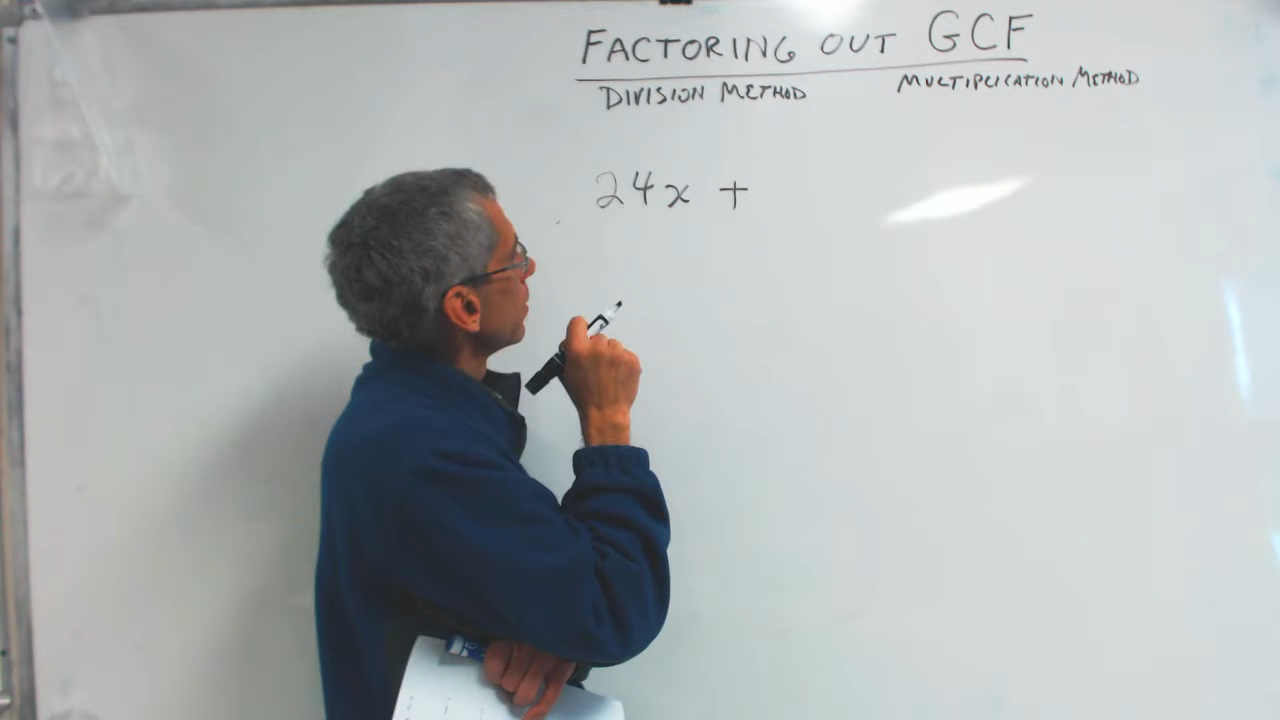 FACTORING OUT GCF
DIVISION METHOD MULTIPLICATION METHOD
24x +